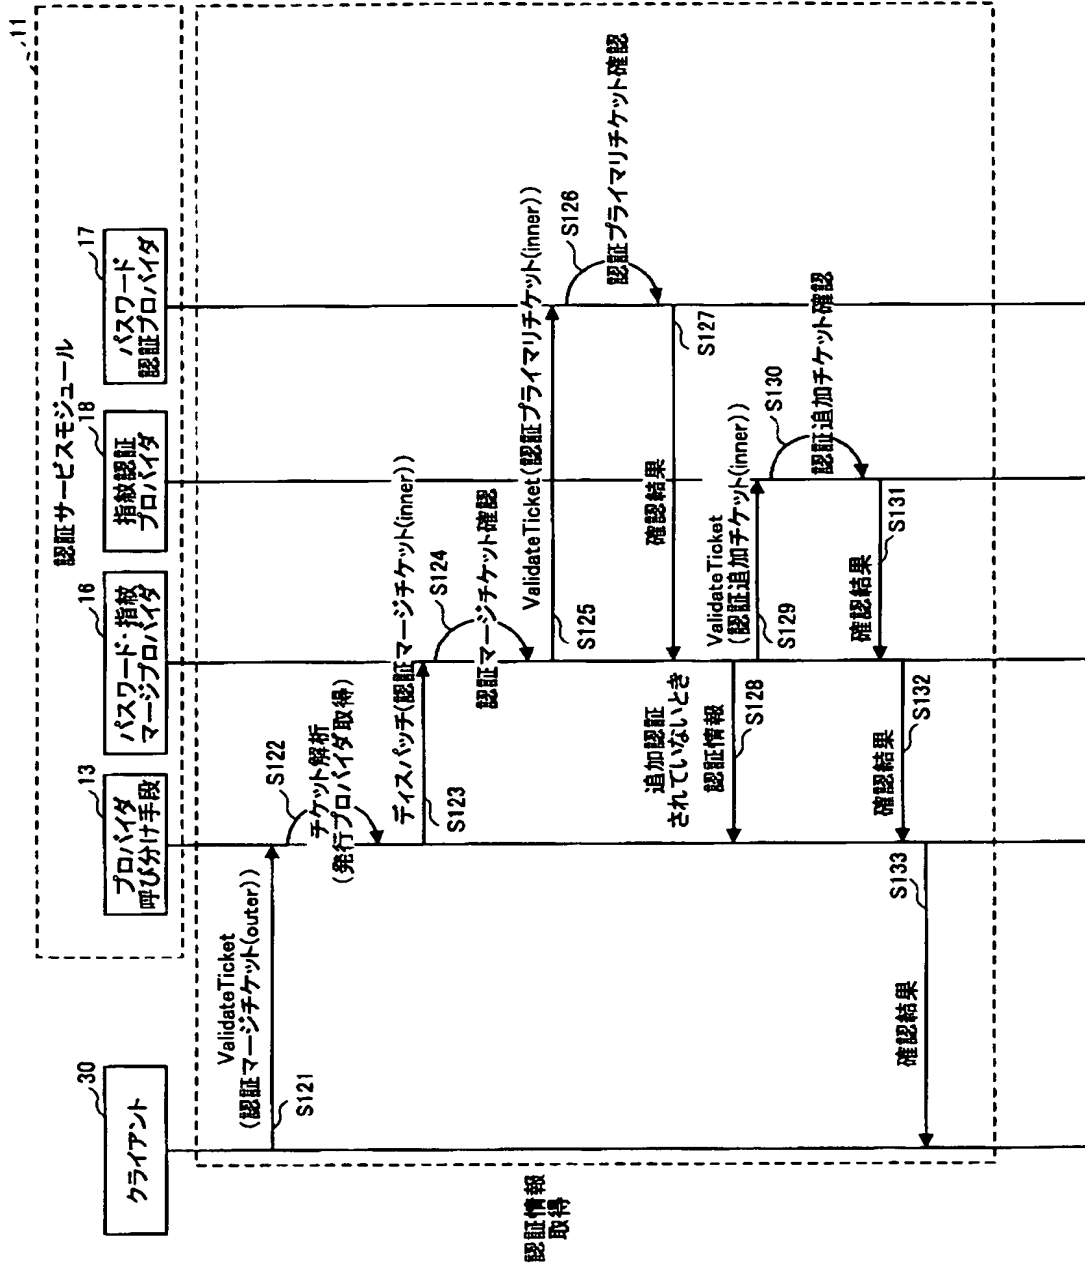 11
認証サービスモジュール
30
クライアント
13
プロバイダ
呼び分け手段
16
パスワード・指紋
マージプロバイダ
18
指紋認証
プロバイダ
17
パスワード
認証プロバイダ
認証情報
取得
ValidateTicket
(認証マージチケット(outer))
S121
S122
チケット解析
(発行プロバイダ取得)
ディスパッチ(認証マージチケット(inner))
S123
S124
認証マージチケット確認
ValidateTicket(認証プライマリチケット(inner))
S125
S126
認証プライマリチケット確認
確認結果
S127
追加認証
されていないとき
認証情報
S128
ValidateTicket
(認証追加チケット(inner))
S129
S130
認証追加チケット確認
確認結果
S131
確認結果
S132
確認結果
S133